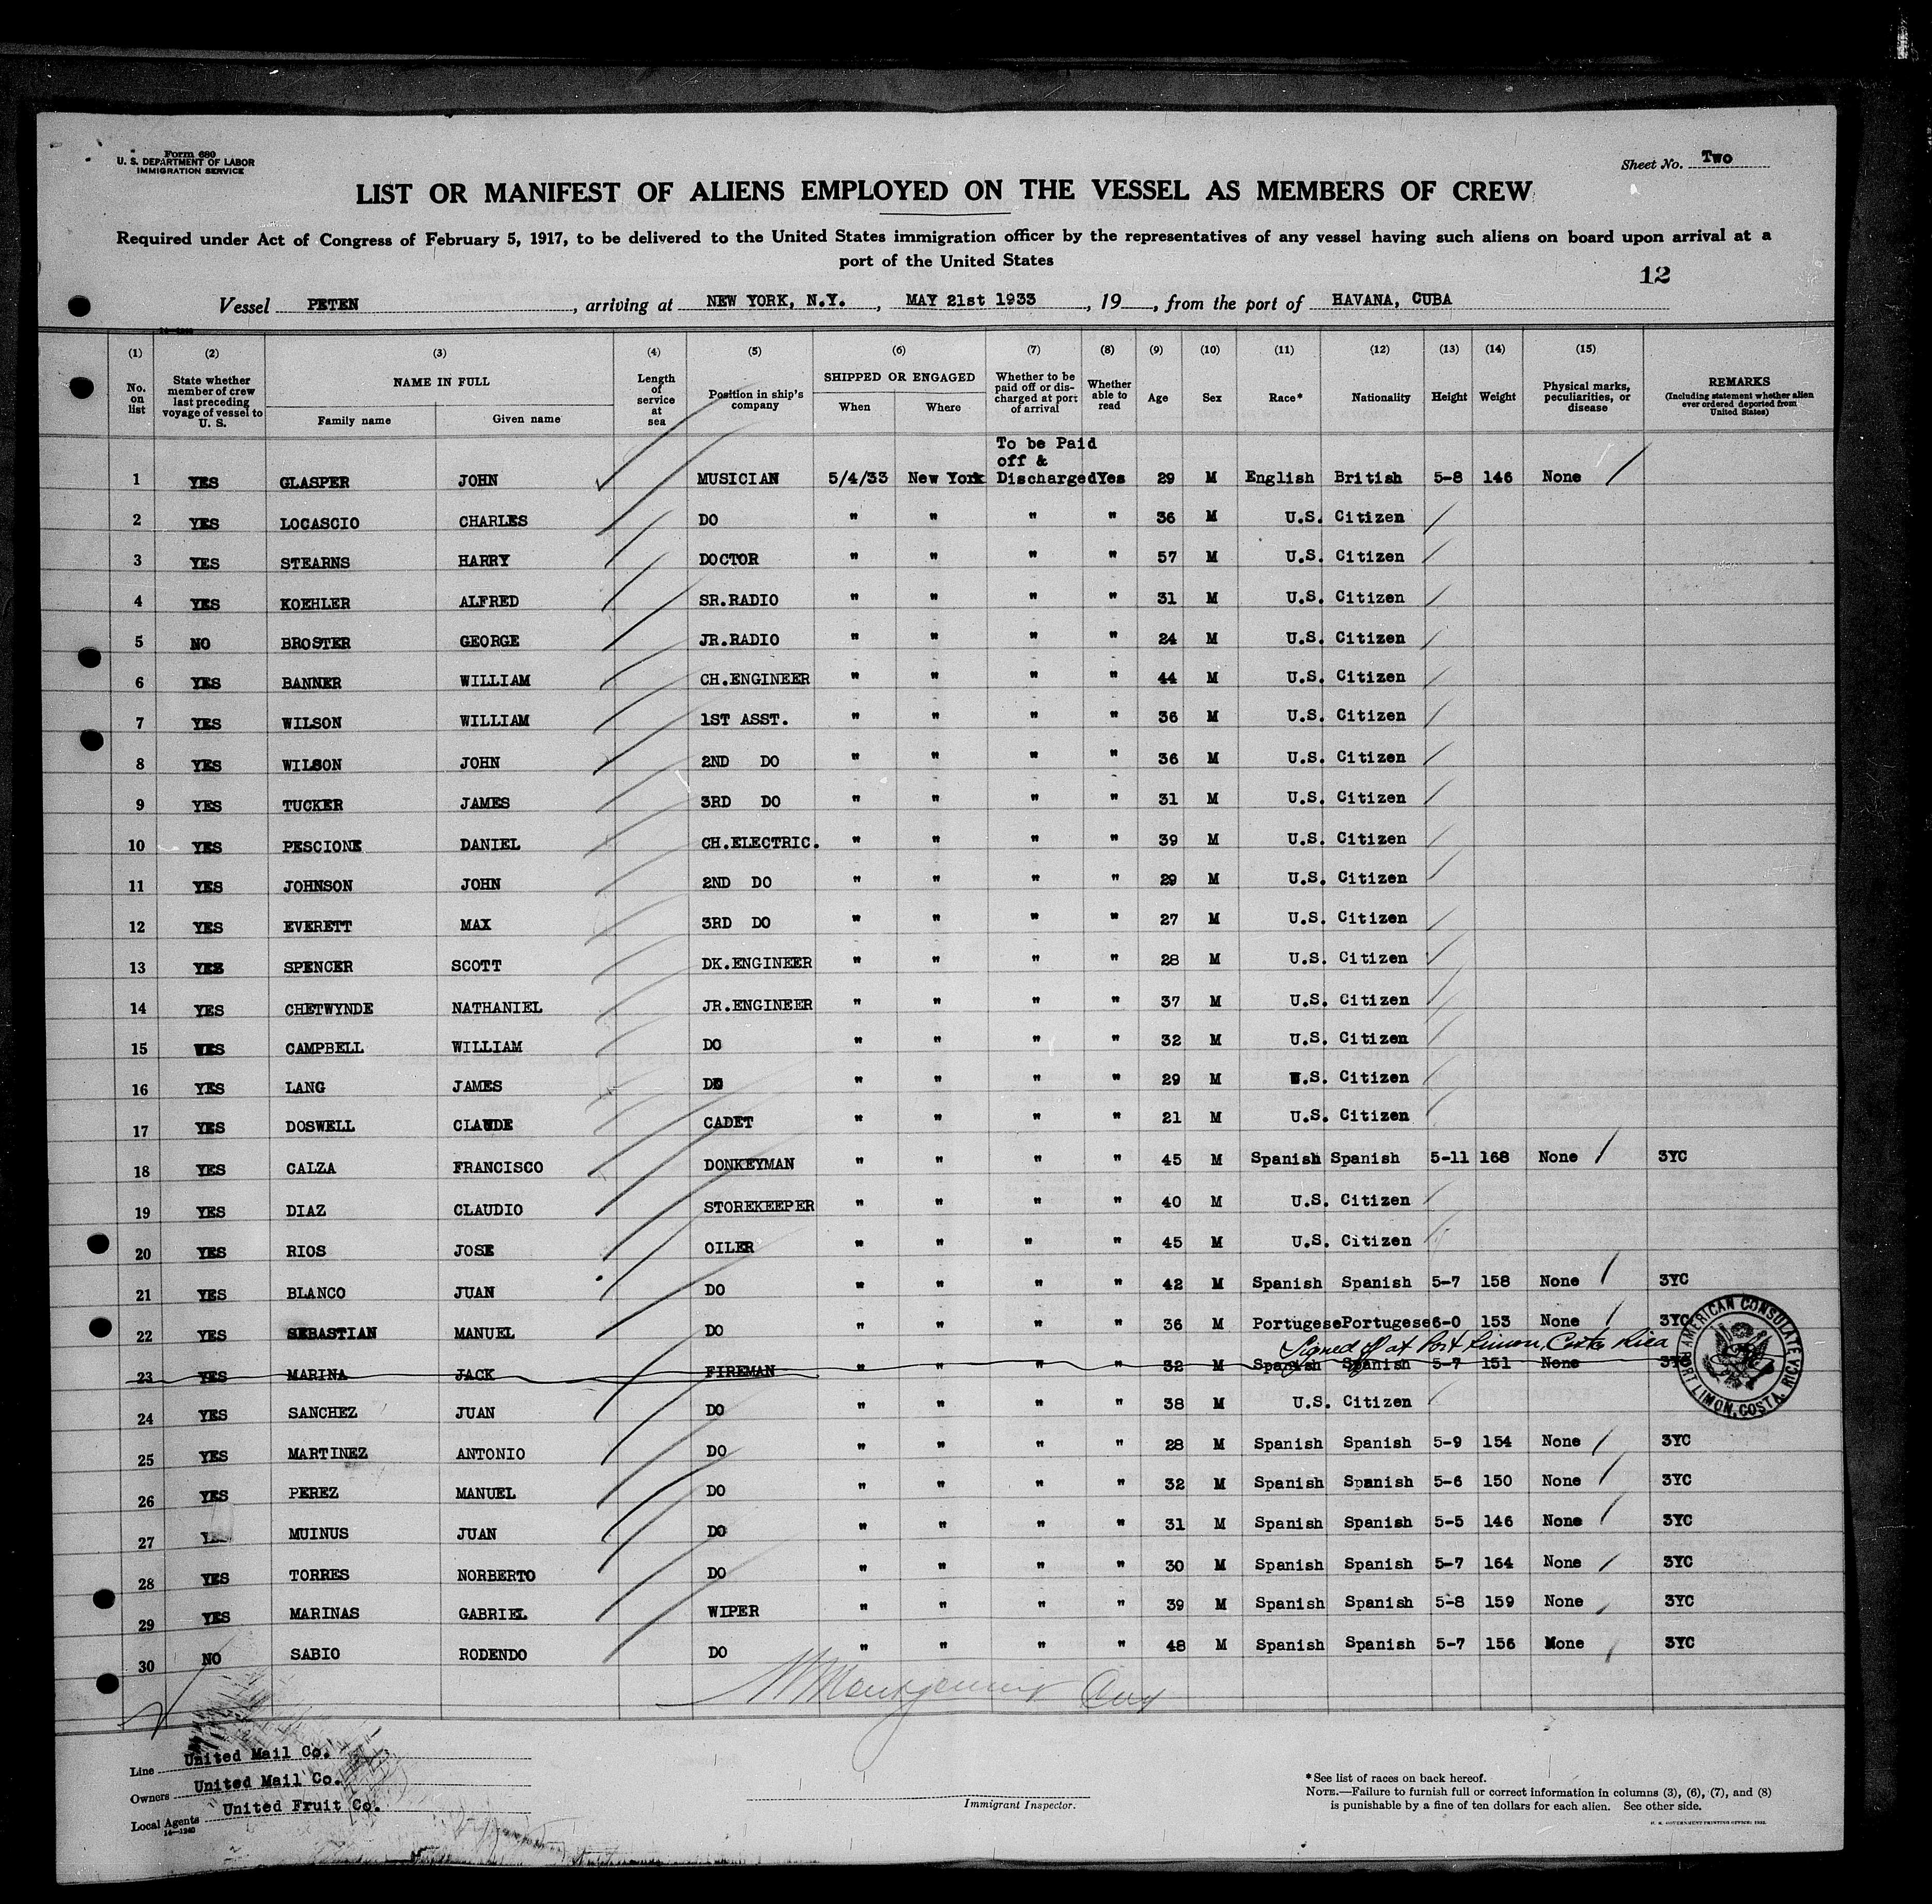 Form 680
U. S. DEPARTMENT OF LABOR
IMMIGRATION SERVICE
Sheet No. Two
LIST OR MANIFEST OF ALIENS EMPLOYED ON THE VESSEL AS MEMBERS OF CREW
Required under Act of Congress of February 5, 1917, to be delivered to the United States immigration officer by the representatives of any vessel having such aliens on board upon arrival at a
port of the United States
12
Vessel PETEN, arriving at NEW YORK, N.Y., MAY 21st 1933, 19, from the port of HAVANA, CUBA
(1) (2) (3) (4) (5) (6) (7) (8) (9) (10) (11) (12) (13) (14) (15)
No. on list
State whether member of crew last preceding voyage of vessel to U. S.
NAME IN FULL
Family name Given name
Length of service at sea
Position in ship's company
SHIPPED OR ENGAGED
When Where
Whether to be paid off or discharged at port of arrival
Whether able to read
Age Sex Race* Nationality Height Weight
Physical marks, peculiarities, or disease
REMARKS
(Including statement whether alien ever ordered deported from United States)
To be Paid
off &
1 YES GLASPER JOHN MUSICIAN 5/4/33 New York Discharged Yes 29 M English British 5-8 146 None
2 YES LOCASCIO CHARLES DO " " " " 36 M U.S. Citizen
3 YES STEARNS HARRY DOCTOR " " " " 57 M U.S. Citizen
4 YES KOEHLER ALFRED SR.RADIO " " " " 31 M U.S. Citizen
5 NO BROSTER GEORGE JR.RADIO " " " " 24 M U.S. Citizen
6 YES BANNER WILLIAM CH.ENGINEER " " " " 44 M U.S. Citizen
7 YES WILSON WILLIAM 1ST ASST. " " " " 36 M U.S. Citizen
8 YES WILSON JOHN 2ND DO " " " " 36 M U.S. Citizen
9 YES TUCKER JAMES 3RD DO " " " " 31 M U.S. Citizen
10 YES PESCIONE DANIEL CH.ELECTRIC. " " " " 39 M U.S. Citizen
11 YES JOHNSON JOHN 2ND DO " " " " 29 M U.S. Citizen
12 YES EVERETT MAX 3RD DO " " " " 27 M U.S. Citizen
13 YES SPENCER SCOTT DK.ENGINEER " " " " 28 M U.S. Citizen
14 YES CHETWYNDE NATHANIEL JR.ENGINEER " " " " 37 M U.S. Citizen
15 YES CAMPBELL WILLIAM DO " " " " 32 M U.S. Citizen
16 YES LANG JAMES DO " " " " 29 M U.S. Citizen
17 YES DOSWELL CLAUDE CADET " " " " 21 M U.S. Citizen
18 YES CALZA FRANCISCO DONKEYMAN " " " " 45 M Spanish Spanish 5-11 168 None 3YC
19 YES DIAZ CLAUDIO STOREKEEPER " " " " 40 M U.S. Citizen
20 YES RIOS JOSE OILER " " " " 45 M U.S. Citizen
21 YES BLANCO JUAN DO " " " " 42 M Spanish Spanish 5-7 158 None 3YC
22 YES SEBASTIAN MANUEL DO " " " " 36 M Portugese Portugese 6-0 153 None 3YC
Signed off at Port Limon, Costa Rica
23 YES MARINA JACK FIREMAN " " " " 32 M Spanish Spanish 5-7 151 None 3YC
24 YES SANCHEZ JUAN DO " " " " 38 M U.S. Citizen
25 YES MARTINEZ ANTONIO DO " " " " 28 M Spanish Spanish 5-9 154 None 3YC
26 YES PEREZ MANUEL DO " " " " 32 M Spanish Spanish 5-6 150 None 3YC
27 YES MUINUS JUAN DO " " " " 31 M Spanish Spanish 5-5 146 None 3YC
28 YES TORRES NORBERTO DO " " " " 30 M Spanish Spanish 5-7 164 None 3YC
29 YES MARINAS GABRIEL WIPER " " " " 39 M Spanish Spanish 5-8 159 None 3YC
30 NO SABIO RODENDO DO " " " " 48 M Spanish Spanish 5-7 156 None 3YC
AMERICAN CONSULATE
PORT LIMON, COSTA RICA
Line United Mail Co.
Owners United Mail Co.
Local Agents United Fruit Co.
14—1240
Immigrant Inspector.
* See list of races on back hereof.
NOTE.—Failure to furnish full or correct information in columns (3), (6), (7), and (8)
is punishable by a fine of ten dollars for each alien. See other side.
U. S. GOVERNMENT PRINTING OFFICE: 1932